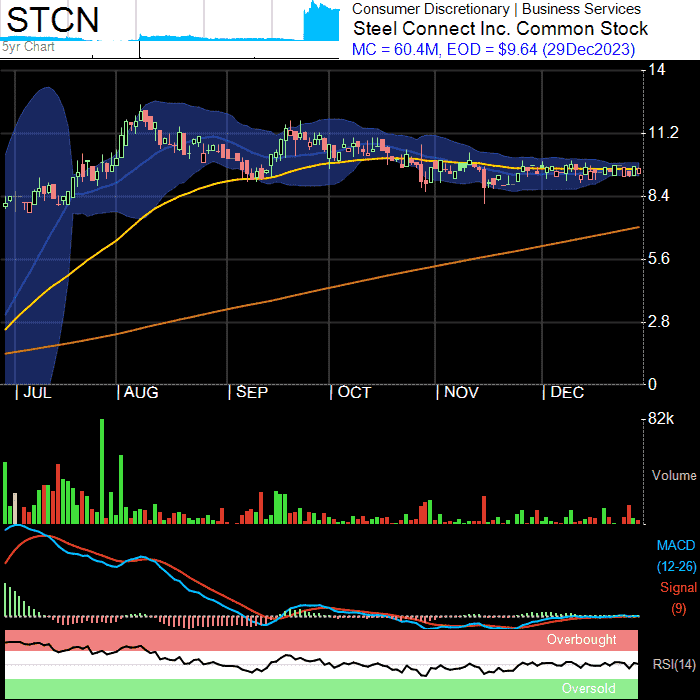 STCN
5yr Chart
Consumer Discretionary | Business Services
Steel Connect Inc. Common Stock
MC = 60.4M, EOD = $9.64 (29Dec2023)
14
11.2
8.4
5.6
2.8
0
JUL AUG SEP OCT NOV DEC
82k
Volume
MACD
(12-26)
Signal
(9)
Overbought
RSI(14)
Oversold